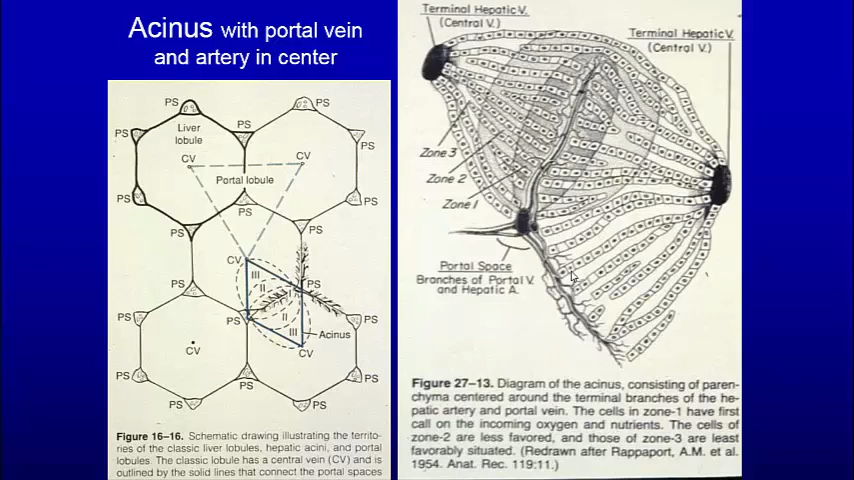 Acinus with portal vein
and artery in center
PS
PS
PS
PS
PS
Liver
lobule
PS
CV
CV
Portal lobule
PS
PS
PS
PS
PS
CV
III
II
I
PS
PS
PS
PS
PS
II
III
Acinus
CV
CV
PS
PS
PS
PS
PS
Figure 16–16. Schematic drawing illustrating the territo-
ries of the classic liver lobules, hepatic acini, and portal
lobules. The classic lobule has a central vein (CV) and is
outlined by the solid lines that connect the portal spaces
Terminal Hepatic V.
(Central V.)
Terminal Hepatic V.
(Central V.)
Zone 3
Zone 2
Zone 1
Portal Space
Branches of Portal V.
and Hepatic A.
Figure 27–13. Diagram of the acinus, consisting of paren-
chyma centered around the terminal branches of the he-
patic artery and portal vein. The cells in zone-1 have first
call on the incoming oxygen and nutrients. The cells of
zone-2 are less favored, and those of zone-3 are least
favorably situated. (Redrawn after Rappaport, A.M. et al.
1954. Anat. Rec. 119:11.)